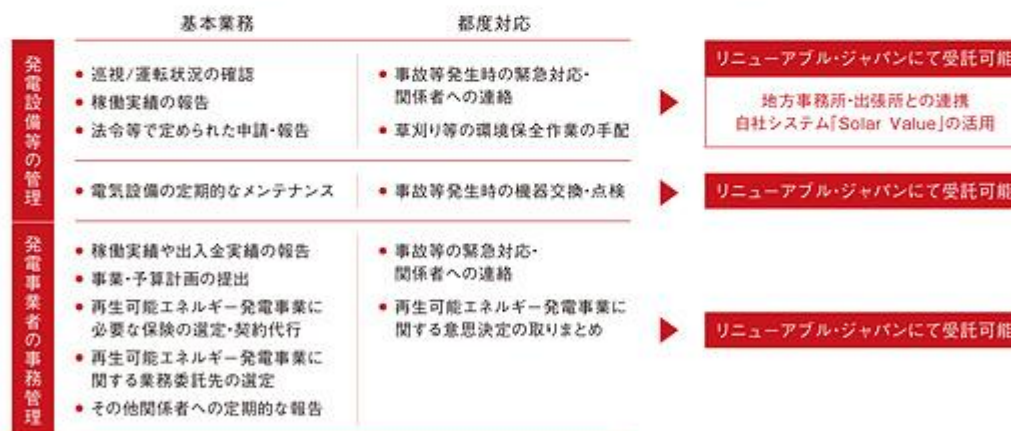 基本業務
都度対応
発電設備等の管理
● 巡視/運転状況の確認
● 稼働実績の報告
● 法令等で定められた申請・報告
● 事故等発生時の緊急対応・
関係者への連絡
● 草刈り等の環境保全作業の手配
リニューアブル・ジャパンにて受託可能
地方事務所・出張所との連携
自社システム「Solar Value」の活用
● 電気設備の定期的なメンテナンス
● 事故等発生時の機器交換・点検
リニューアブル・ジャパンにて受託可能
発電事業者の事務管理
● 稼働実績や出入金実績の報告
● 事業・予算計画の提出
● 再生可能エネルギー発電事業に
必要な保険の選定・契約代行
● 再生可能エネルギー発電事業に
関する業務委託先の選定
● その他関係者への定期的な報告
● 事故等の緊急対応・
関係者への連絡
● 再生可能エネルギー発電事業に
関する意思決定の取りまとめ
リニューアブル・ジャパンにて受託可能